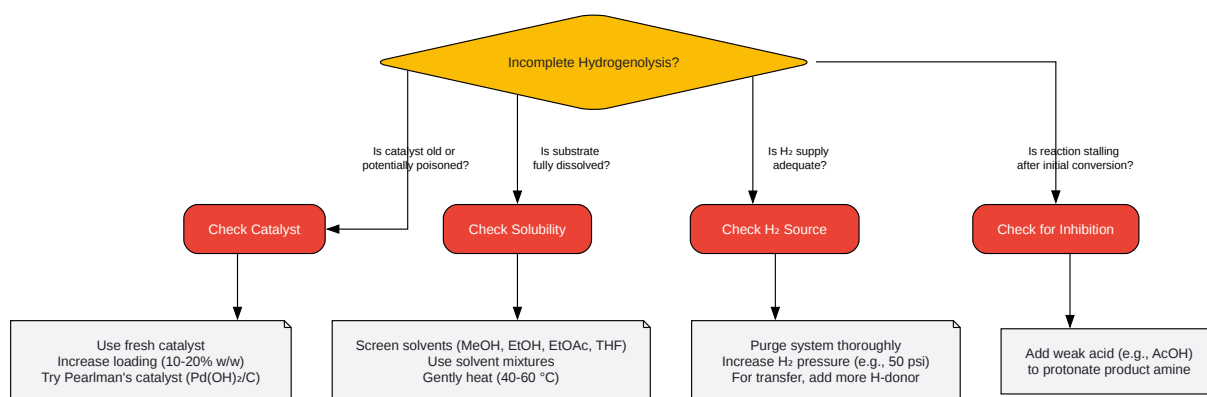 Incomplete Hydrogenolysis?
Is catalyst old or
potentially poisoned?
Is substrate
fully dissolved?
Is H₂ supply
adequate?
Is reaction stalling
after initial conversion?
Check Catalyst
Check Solubility
Check H₂ Source
Check for Inhibition
Use fresh catalyst
Increase loading (10-20% w/w)
Try Pearlman's catalyst (Pd(OH)₂/C)
Screen solvents (MeOH, EtOH, EtOAc, THF)
Use solvent mixtures
Gently heat (40-60 °C)
Purge system thoroughly
Increase H₂ pressure (e.g., 50 psi)
For transfer, add more H-donor
Add weak acid (e.g., AcOH)
to protonate product amine